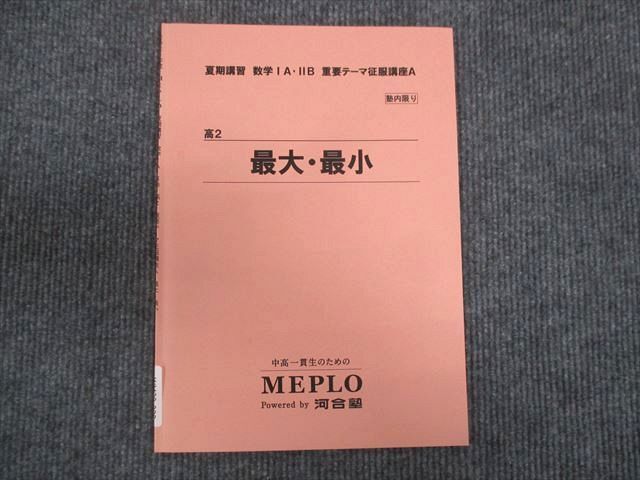 夏期講習 数学ⅠA・ⅡB 重要テーマ征服講座A
塾内限り
高2
最大・最小
中高一貫生のための
MEPLO
Powered by 河合塾